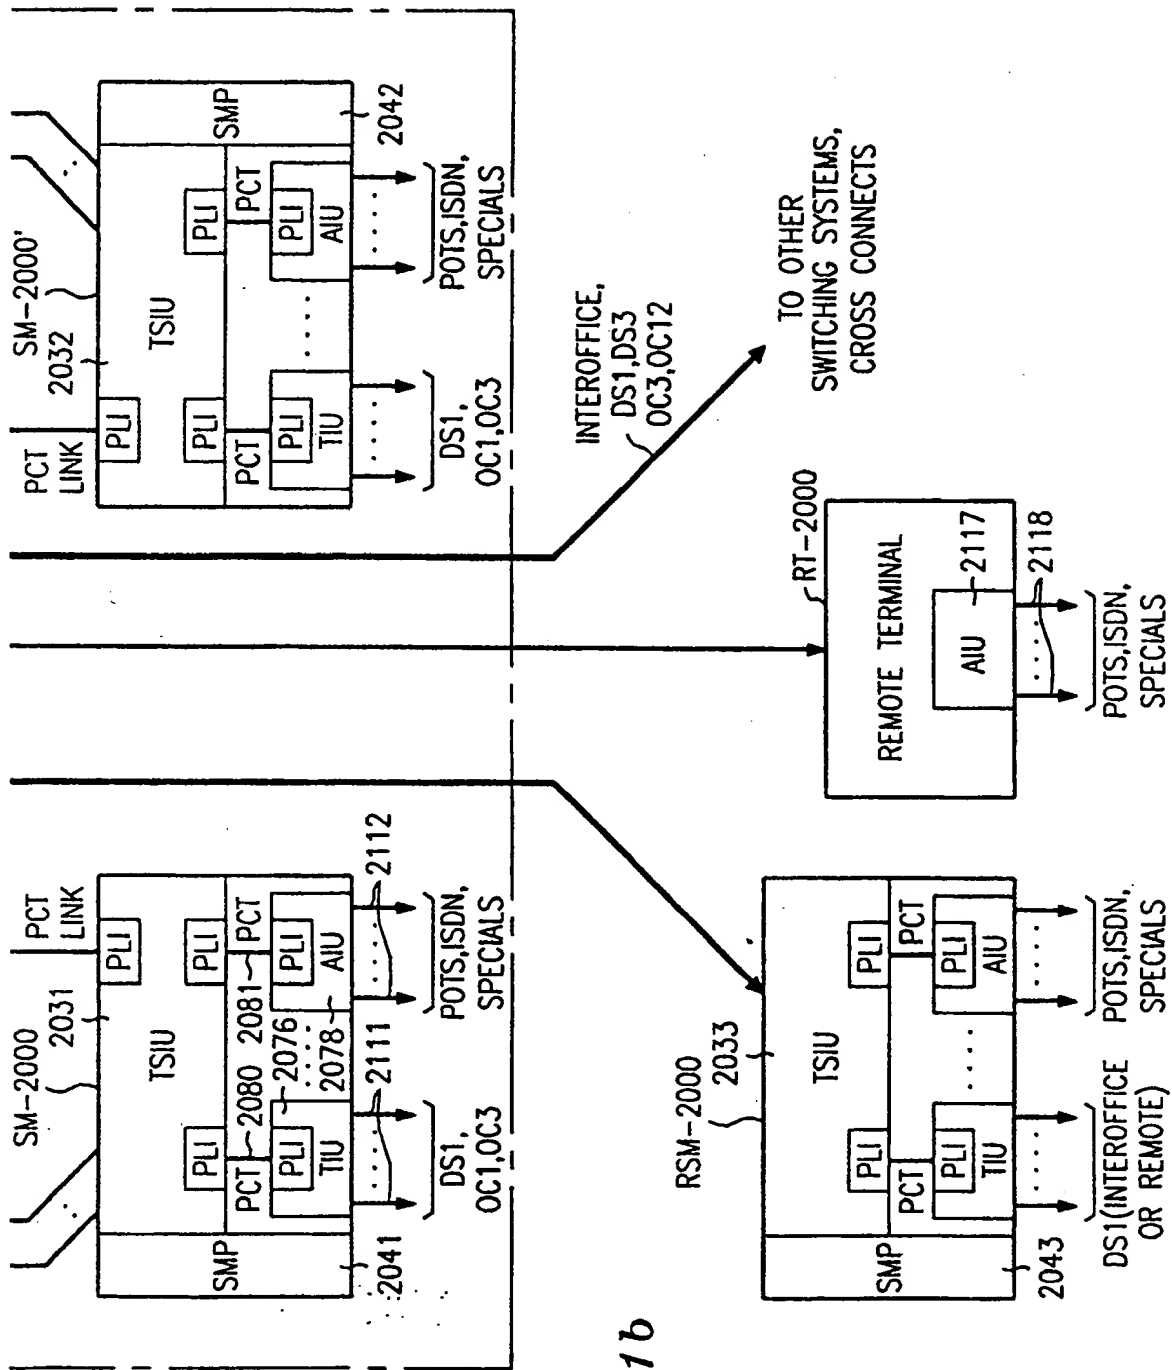 SM-2000
2031
PCT
LINK
TSIU
PLI
PLI
PLI
PCT
2080
2081
PCT
PLI
TIU
2076
2078
PLI
AIU
SMP
2041
2111
2112
DS1,
OC1,OC3
POTS,ISDN,
SPECIALS
PCT
LINK
2032
SM-2000'
TSIU
PLI
PLI
PLI
PCT
PCT
PLI
TIU
PLI
AIU
SMP
2042
DS1,
OC1,OC3
POTS,ISDN,
SPECIALS
INTEROFFICE,
DS1,DS3
OC3,OC12
TO OTHER
SWITCHING SYSTEMS,
CROSS CONNECTS
RSM-2000
2033
TSIU
PLI
PLI
PCT
PCT
PLI
TIU
PLI
AIU
SMP
2043
DS1(INTEROFFICE
OR REMOTE)
POTS,ISDN,
SPECIALS
RT-2000
REMOTE TERMINAL
AIU
2117
2118
POTS,ISDN,
SPECIALS
1b